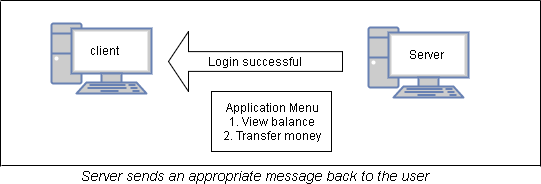 client
Login successful
Server
Application Menu
1. View balance
2. Transfer money
Server sends an appropriate message back to the user